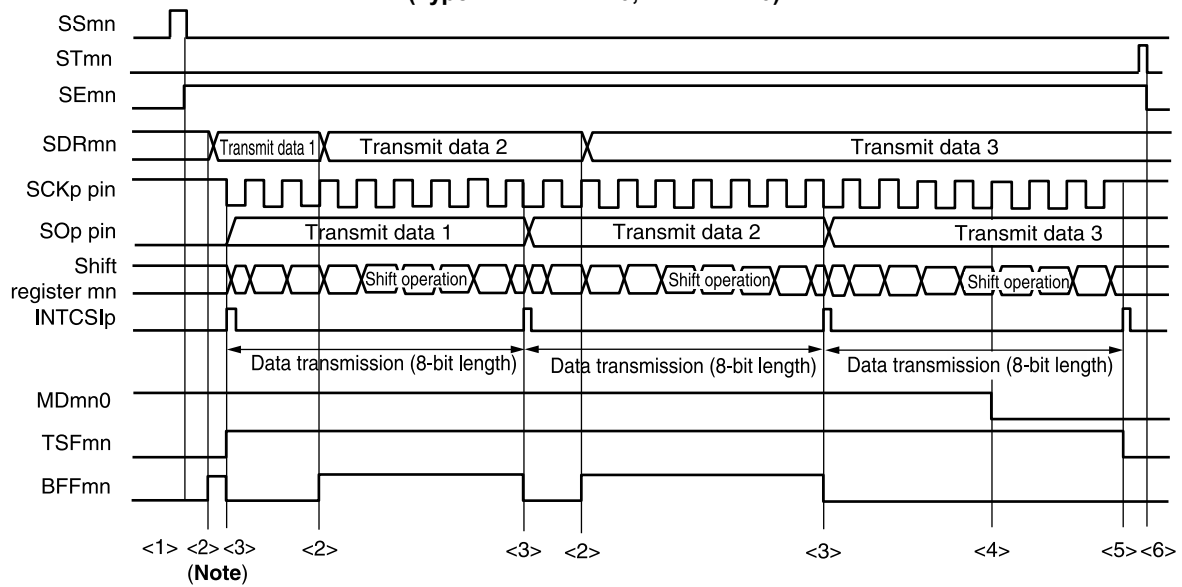 SSmn
STmn
SEmn
SDRmn Transmit data 1 Transmit data 2 Transmit data 3
SCKp pin
SOp pin Transmit data 1 Transmit data 2 Transmit data 3
Shift
register mn Shift operation Shift operation Shift operation
INTCSIp
Data transmission (8-bit length) Data transmission (8-bit length) Data transmission (8-bit length)
MDmn0
TSFmn
BFFmn
<1> <2> <3> <2> <3> <2> <3> <4> <5> <6>
(Note)